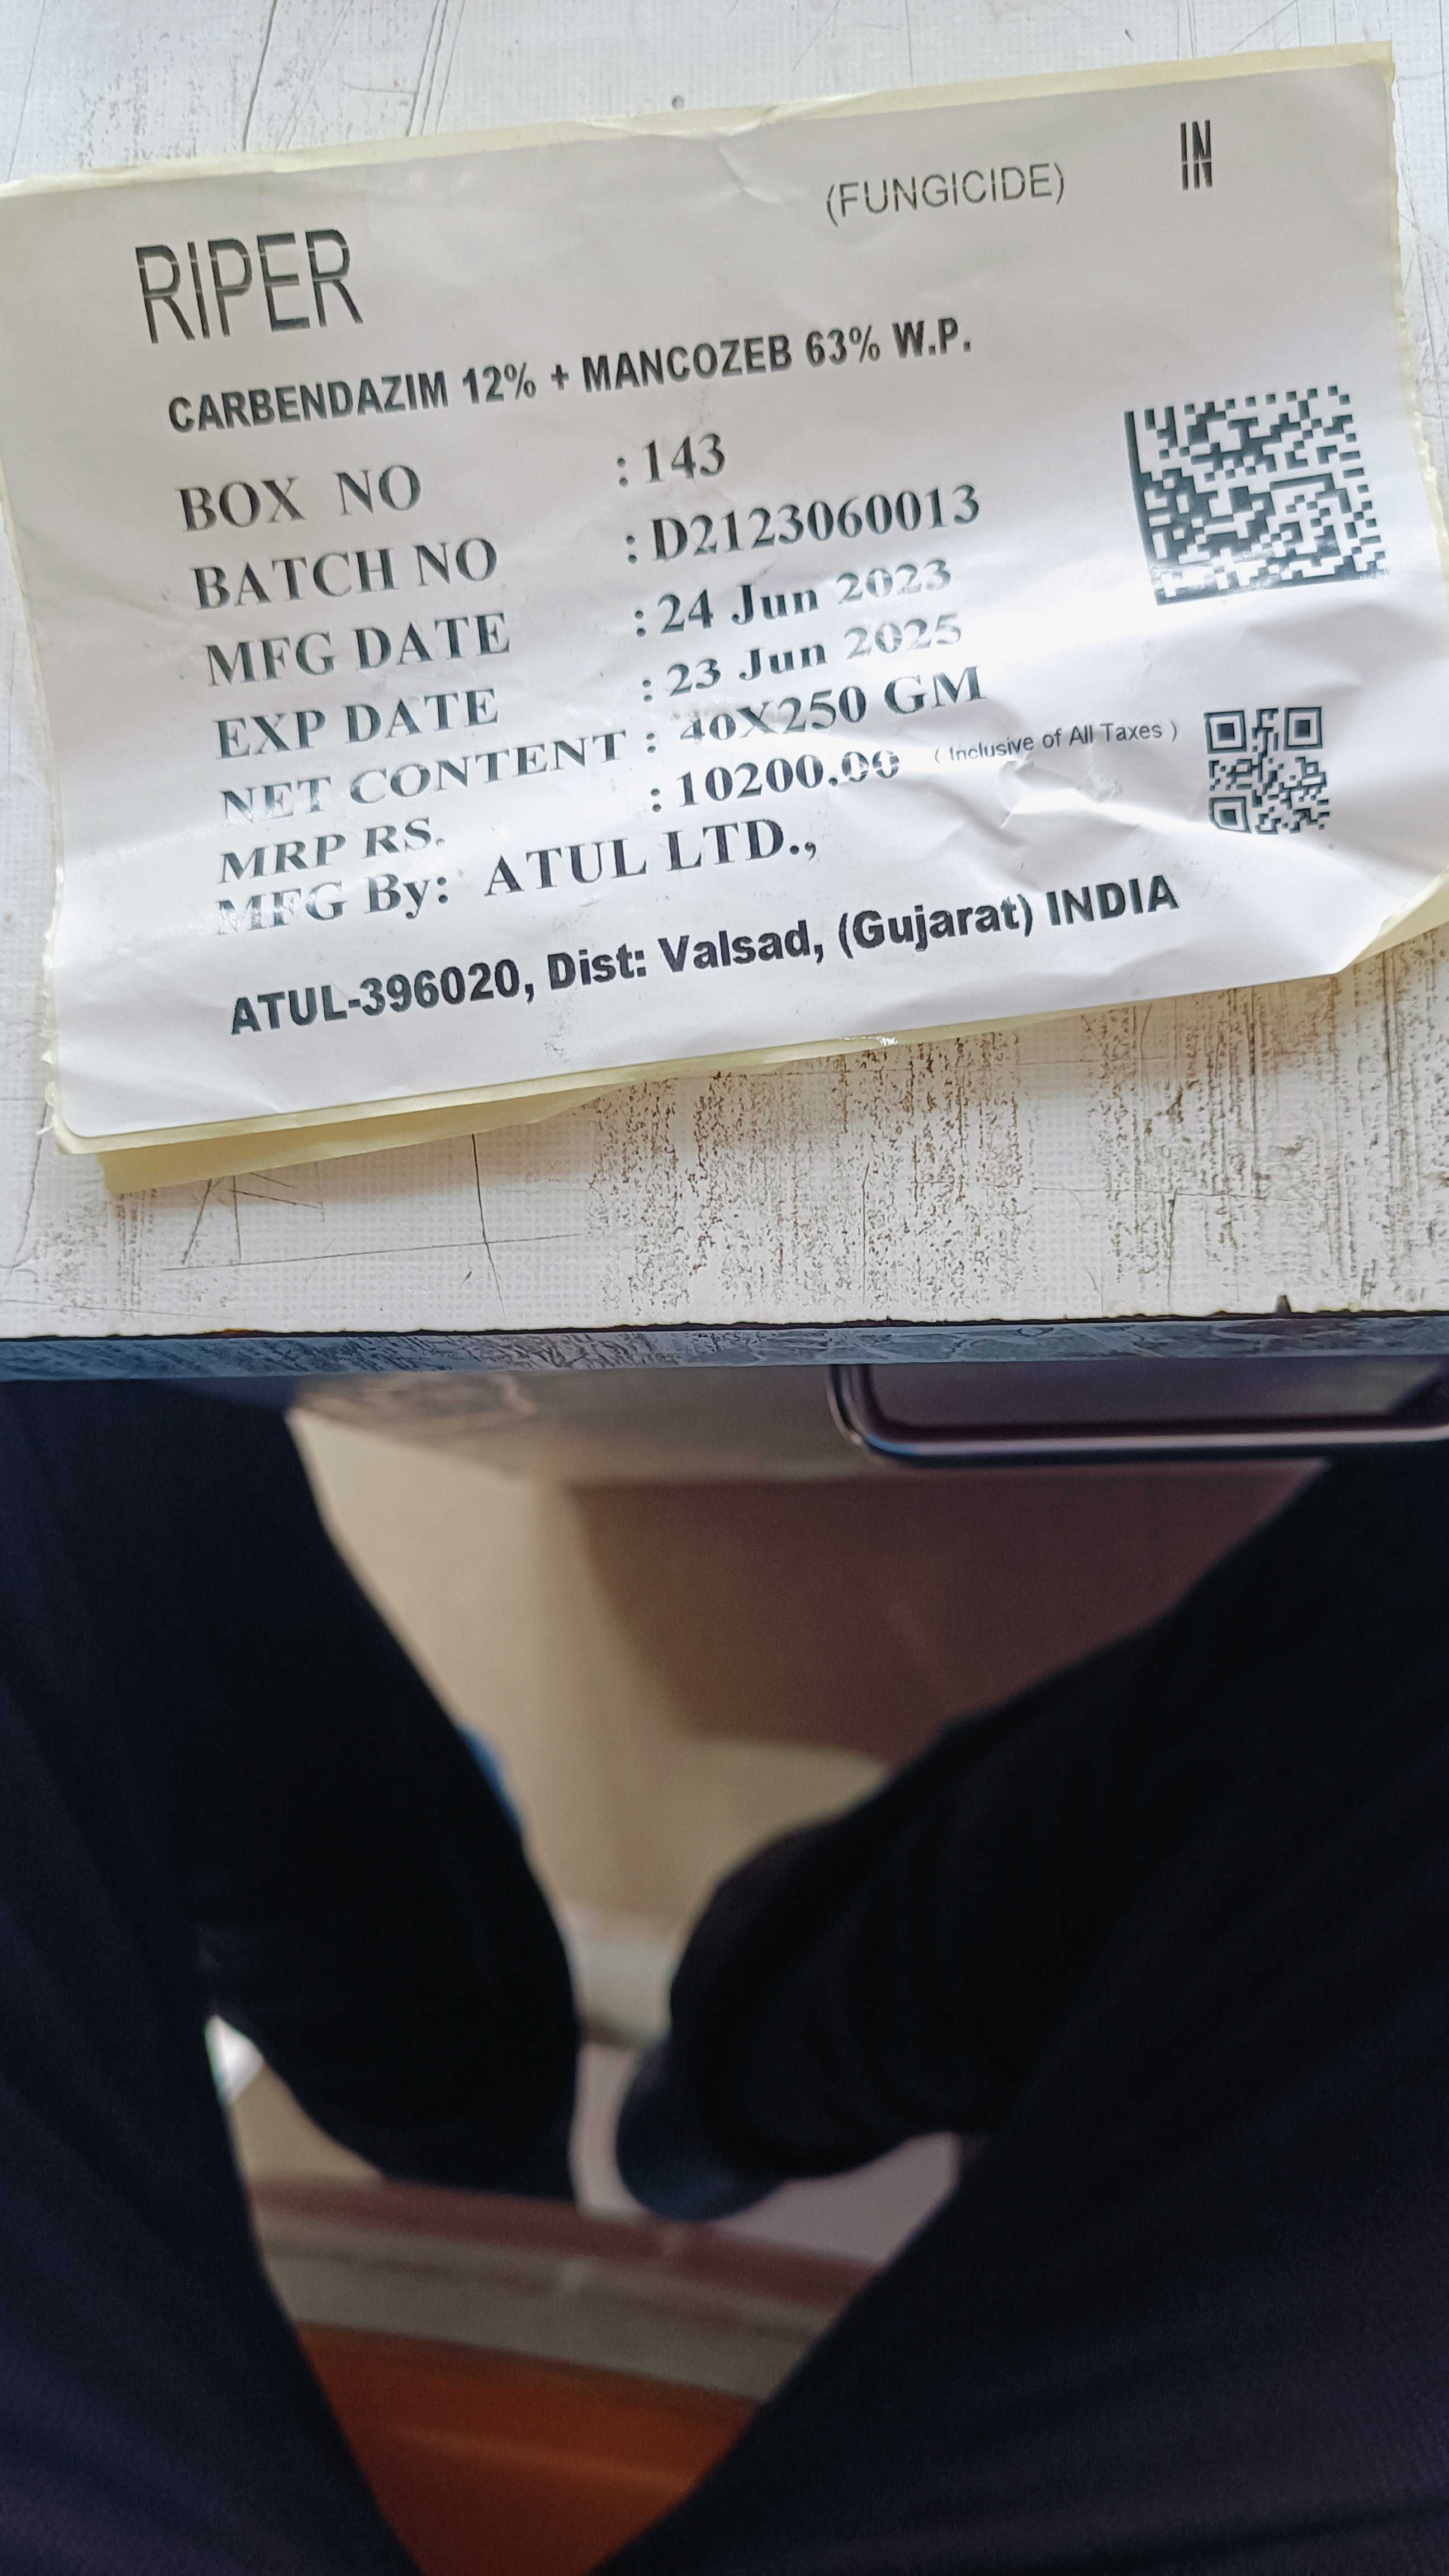 (FUNGICIDE) IN
RIPER
CARBENDAZIM 12% + MANCOZEB 63% W.P.
BOX NO : 143
BATCH NO : D2123060013
MFG DATE : 24 Jun 2023
EXP DATE : 23 Jun 2025
NET CONTENT : 40X250 GM
MRP RS. : 10200.00 ( Inclusive of All Taxes )
MFG By: ATUL LTD.,
ATUL-396020, Dist: Valsad, (Gujarat) INDIA